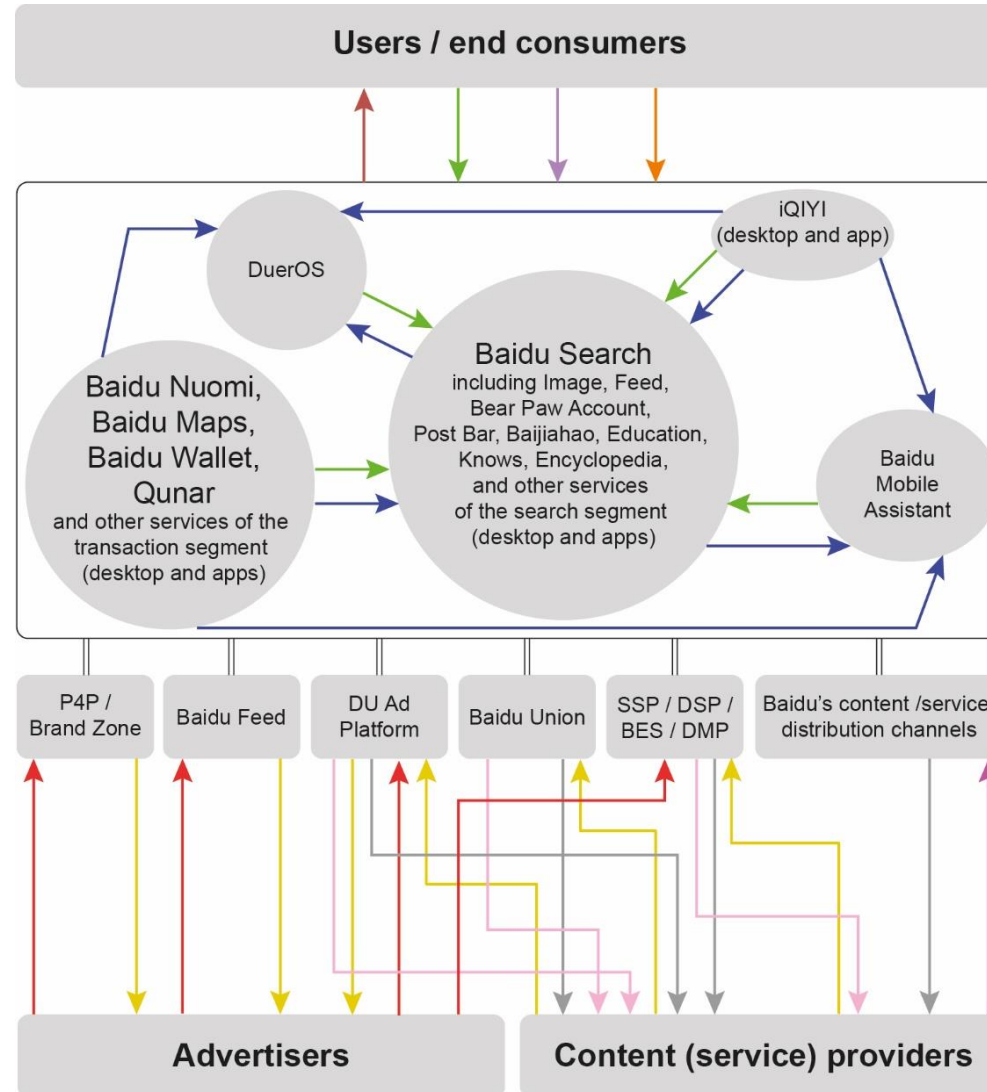 Users / end consumers
iQIYI
(desktop and app)
DuerOS
Baidu Search
including Image, Feed,
Bear Paw Account,
Post Bar, Baijiahao, Education,
Knows, Encyclopedia,
and other services
of the search segment
(desktop and apps)
Baidu Nuomi,
Baidu Maps,
Baidu Wallet,
Qunar
and other services of the
transaction segment
(desktop and apps)
Baidu
Mobile
Assistant
P4P /
Brand Zone
Baidu Feed
DU Ad
Platform
Baidu Union
SSP / DSP /
BES / DMP
Baidu's content /service
distribution channels
Advertisers
Content (service) providers